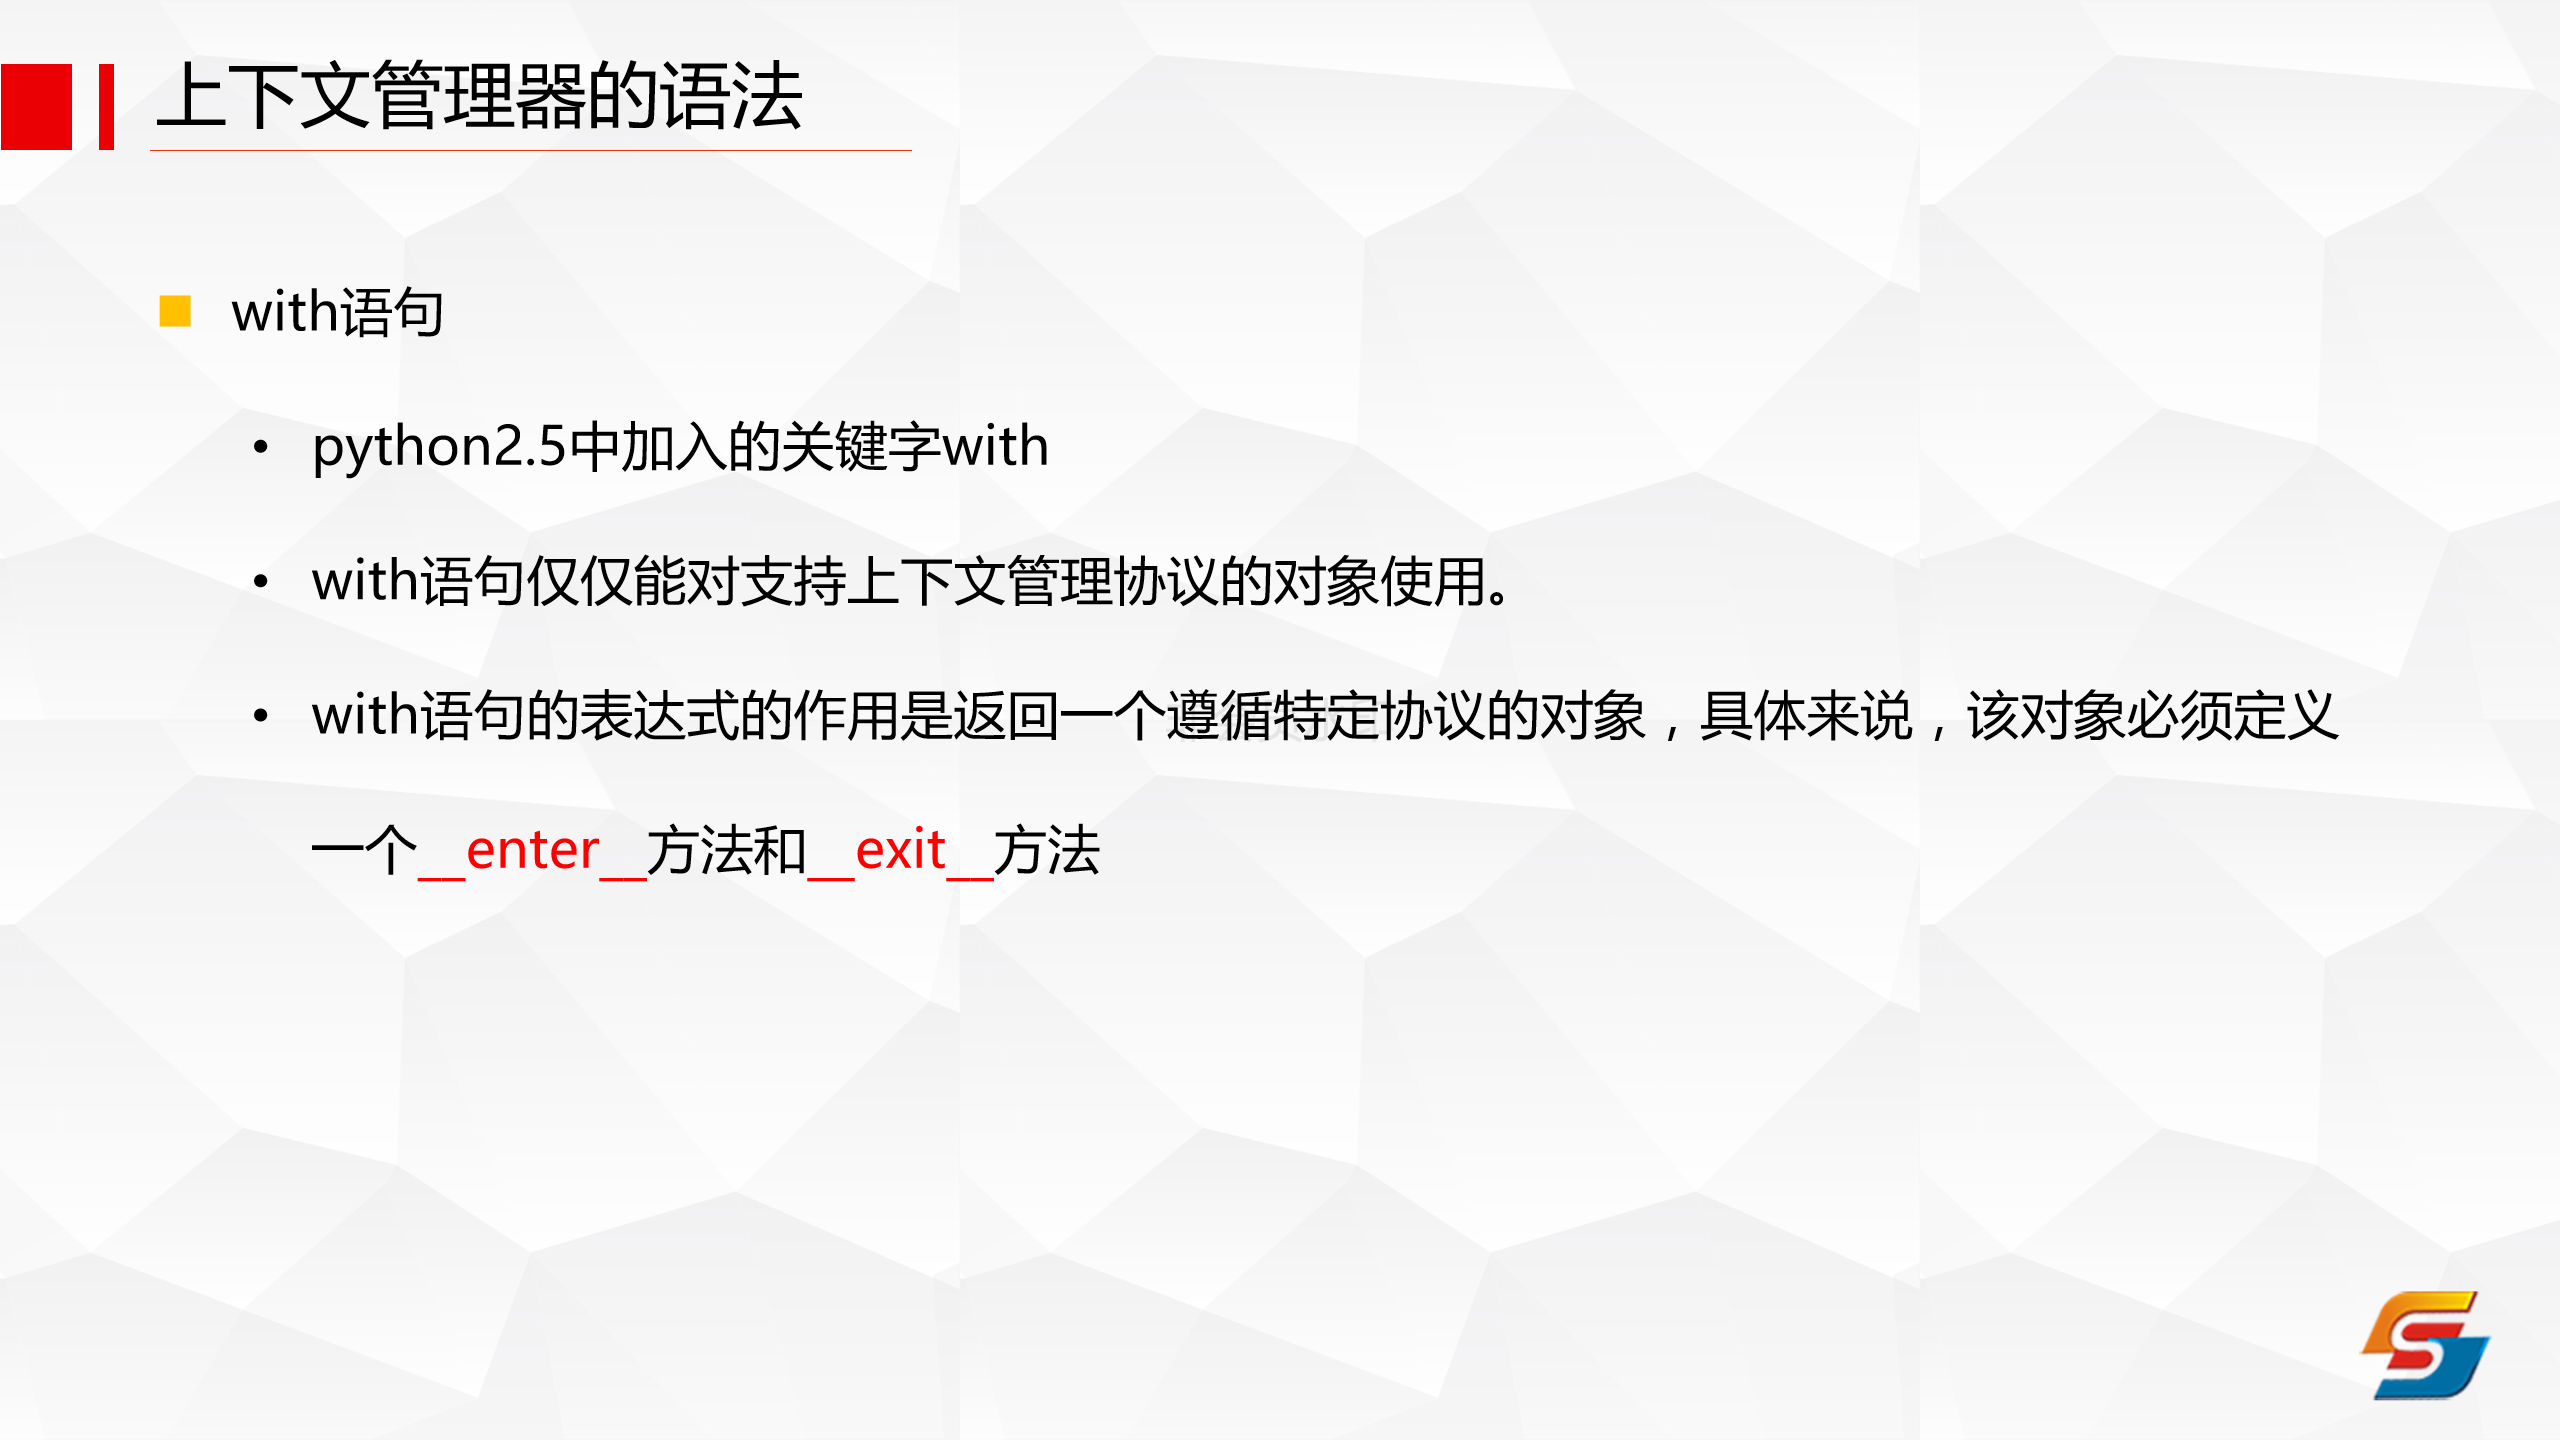 上下文管理器的语法
with语句
python2.5中加入的关键字with
with语句仅仅能对支持上下文管理协议的对象使用。
with语句的表达式的作用是返回一个遵循特定协议的对象，具体来说，该对象必须定义
一个__enter__方法和__exit__方法